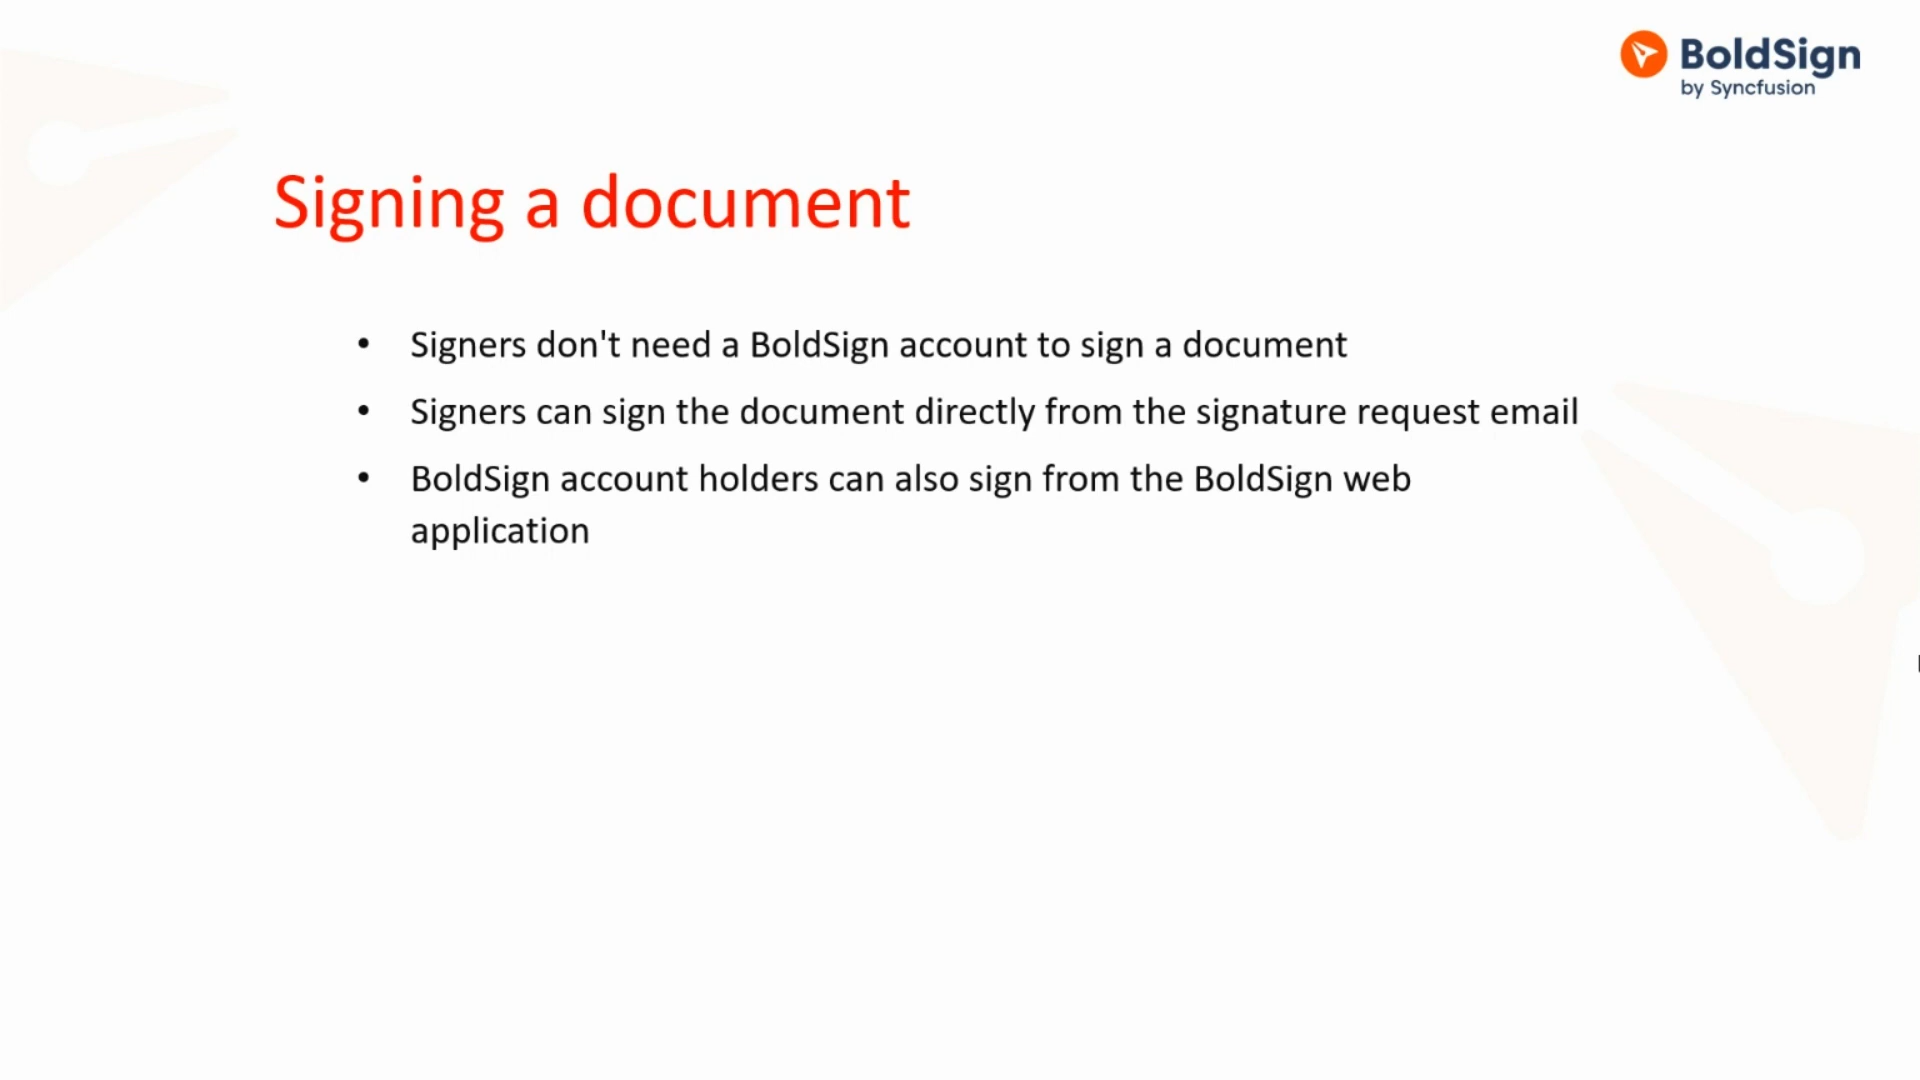 BoldSign
by Syncfusion
Signing a document
• Signers don't need a BoldSign account to sign a document
• Signers can sign the document directly from the signature request email
• BoldSign account holders can also sign from the BoldSign web
application